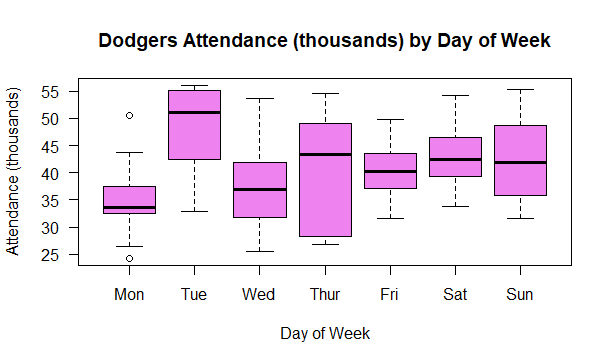 Dodgers Attendance (thousands) by Day of Week
Attendance (thousands)
55
50
45
40
35
30
25
Mon Tue Wed Thur Fri Sat Sun
Day of Week